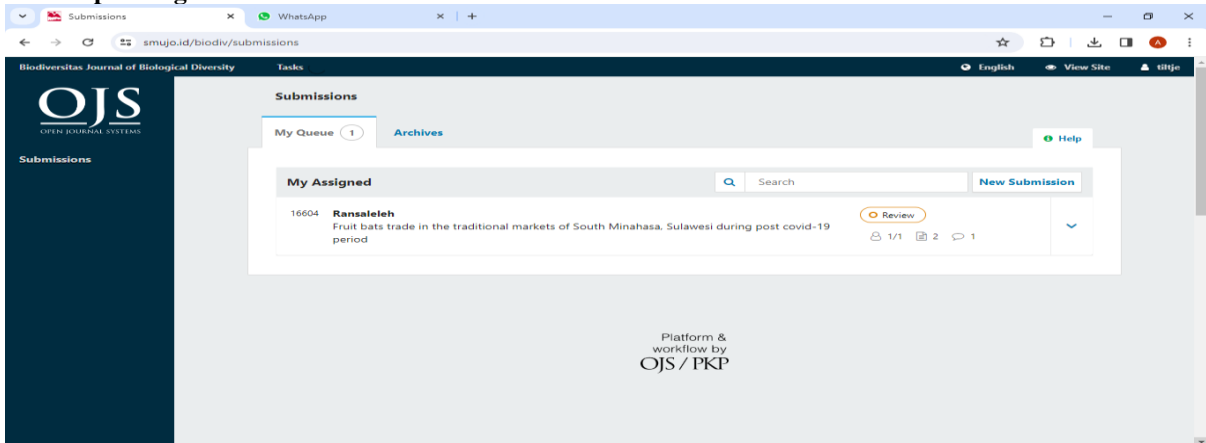 Submissions
WhatsApp
smujo.id/biodiv/submissions
A
Biodiversitas Journal of Biological Diversity Tasks English View Site tiltje
OJS
OPEN JOURNAL SYSTEMS
Submissions
Submissions
My Queue 1 Archives
Help
My Assigned Search New Submission
16604 Ransaleleh Review
Fruit bats trade in the traditional markets of South Minahasa, Sulawesi during post covid-19
period
1/1 2 1
Platform &
workflow by
OJS / PKP